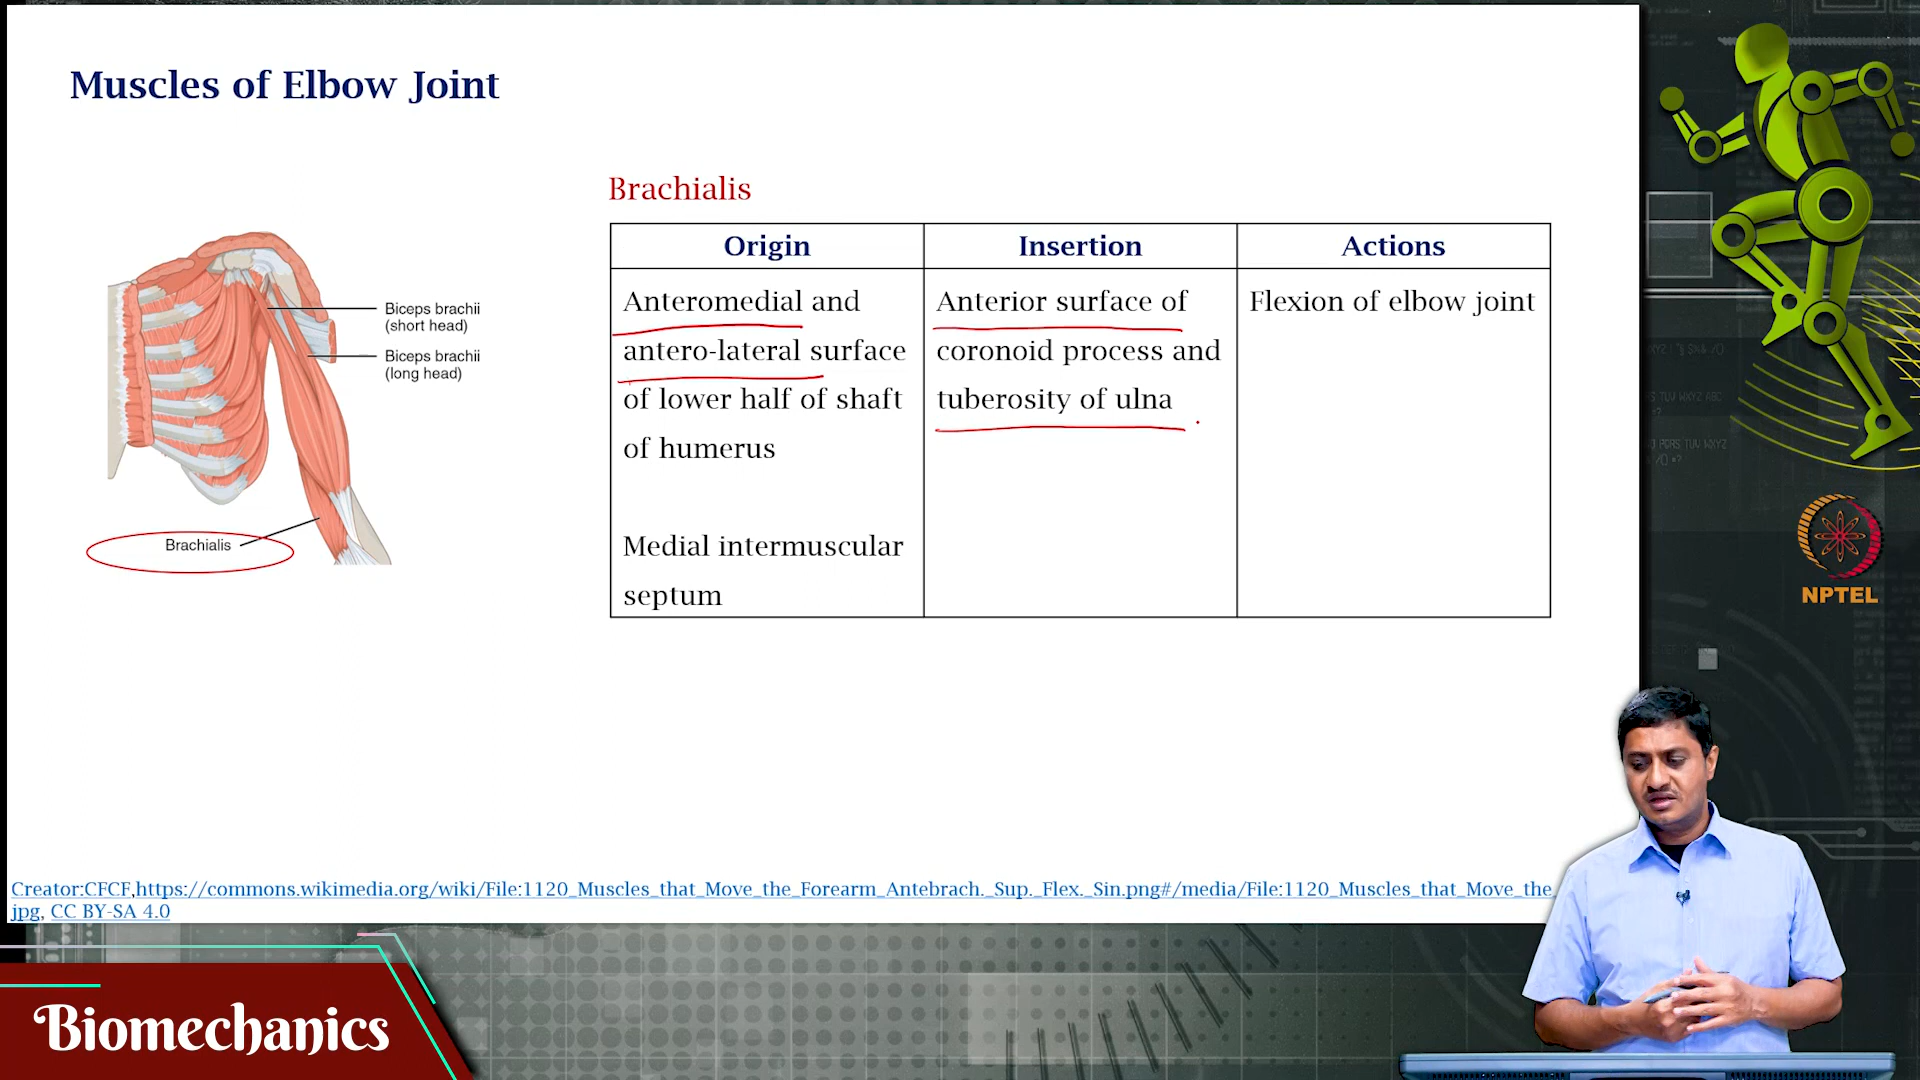 Muscles of Elbow Joint
Brachialis
Origin
Insertion
Actions
Anteromedial and
antero-lateral surface
of lower half of shaft
of humerus
Medial intermuscular
septum
Anterior surface of
coronoid process and
tuberosity of ulna
Flexion of elbow joint
Biceps brachii
(short head)
Biceps brachii
(long head)
Brachialis
Creator:CFCF,https://commons.wikimedia.org/wiki/File:1120_Muscles_that_Move_the_Forearm_Antebrach._Sup._Flex._Sin.png#/media/File:1120_Muscles_that_Move_the_
jpg, CC BY-SA 4.0
NPTEL
Biomechanics